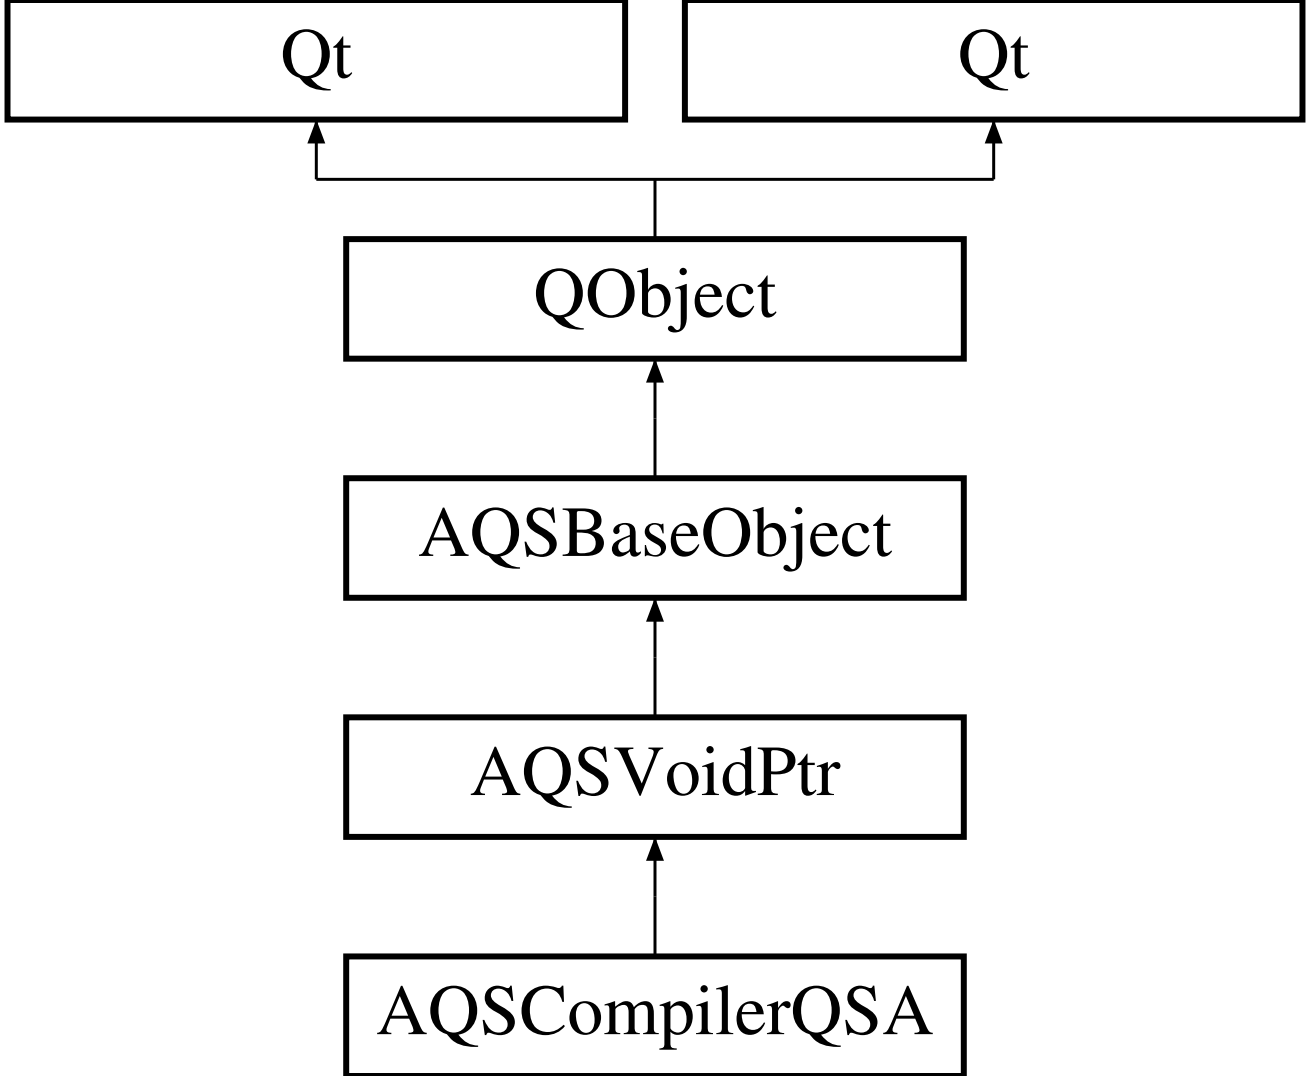 Qt
Qt
QObject
AQSBaseObject
AQSVoidPtr
AQSCompilerQSA